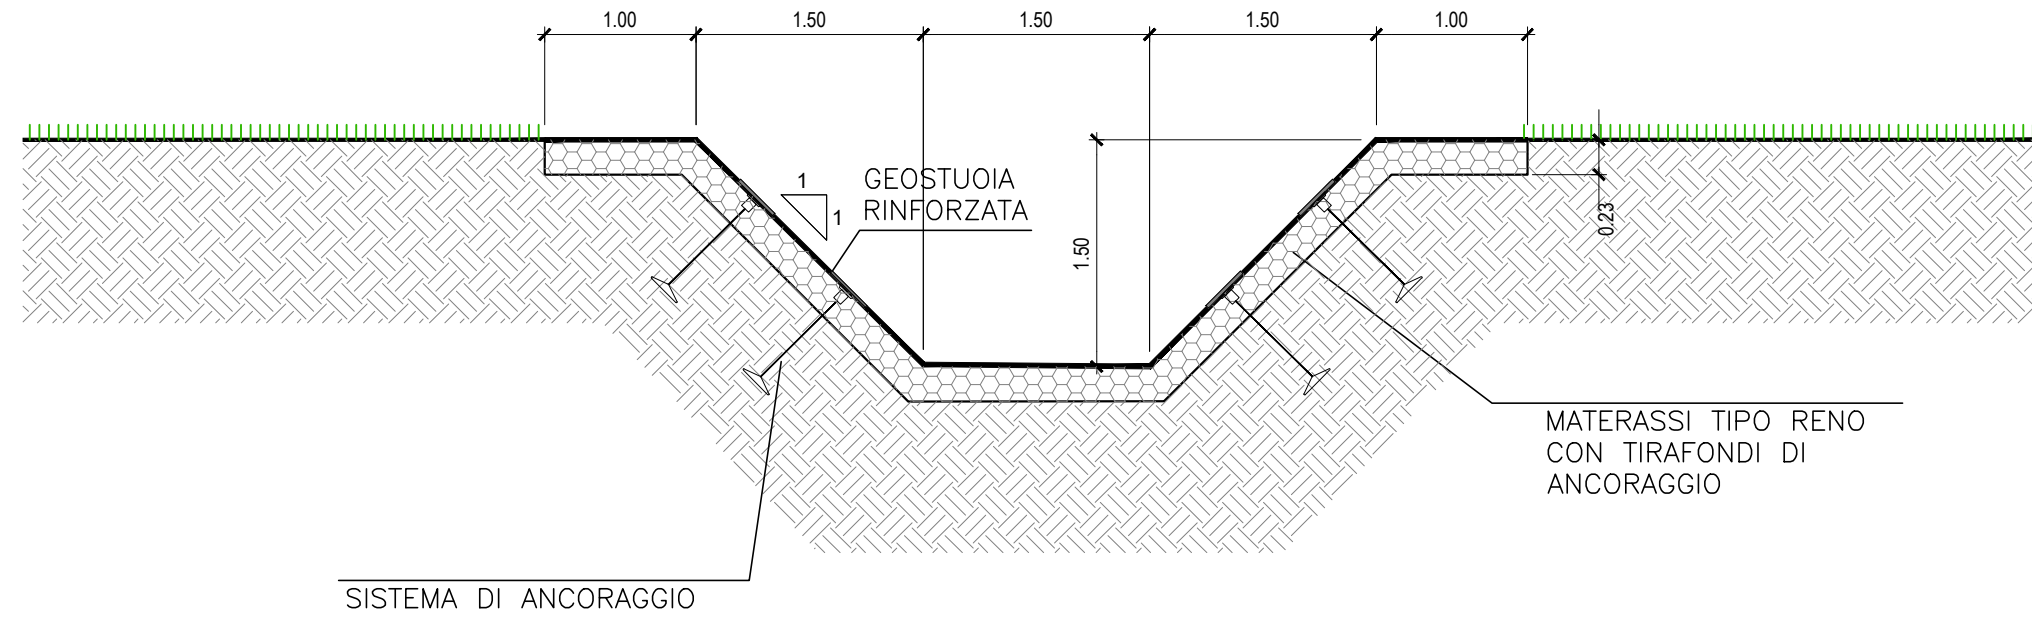 1.00
1.50
1.50
1.50
1.00
1
1
GEOSTUOIA
RINFORZATA
1.50
0.23
MATERASSI TIPO RENO
CON TIRAFONDI DI
ANCORAGGIO
SISTEMA DI ANCORAGGIO